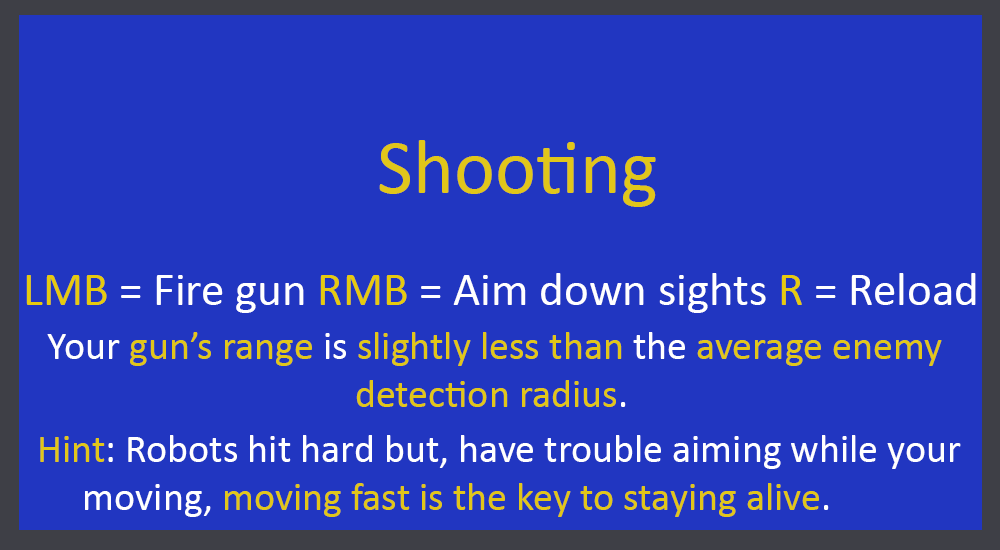 Shooting
LMB = Fire gun RMB = Aim down sights R = Reload
Your gun’s range is slightly less than the average enemy
detection radius.
Hint: Robots hit hard but, have trouble aiming while your
moving, moving fast is the key to staying alive.